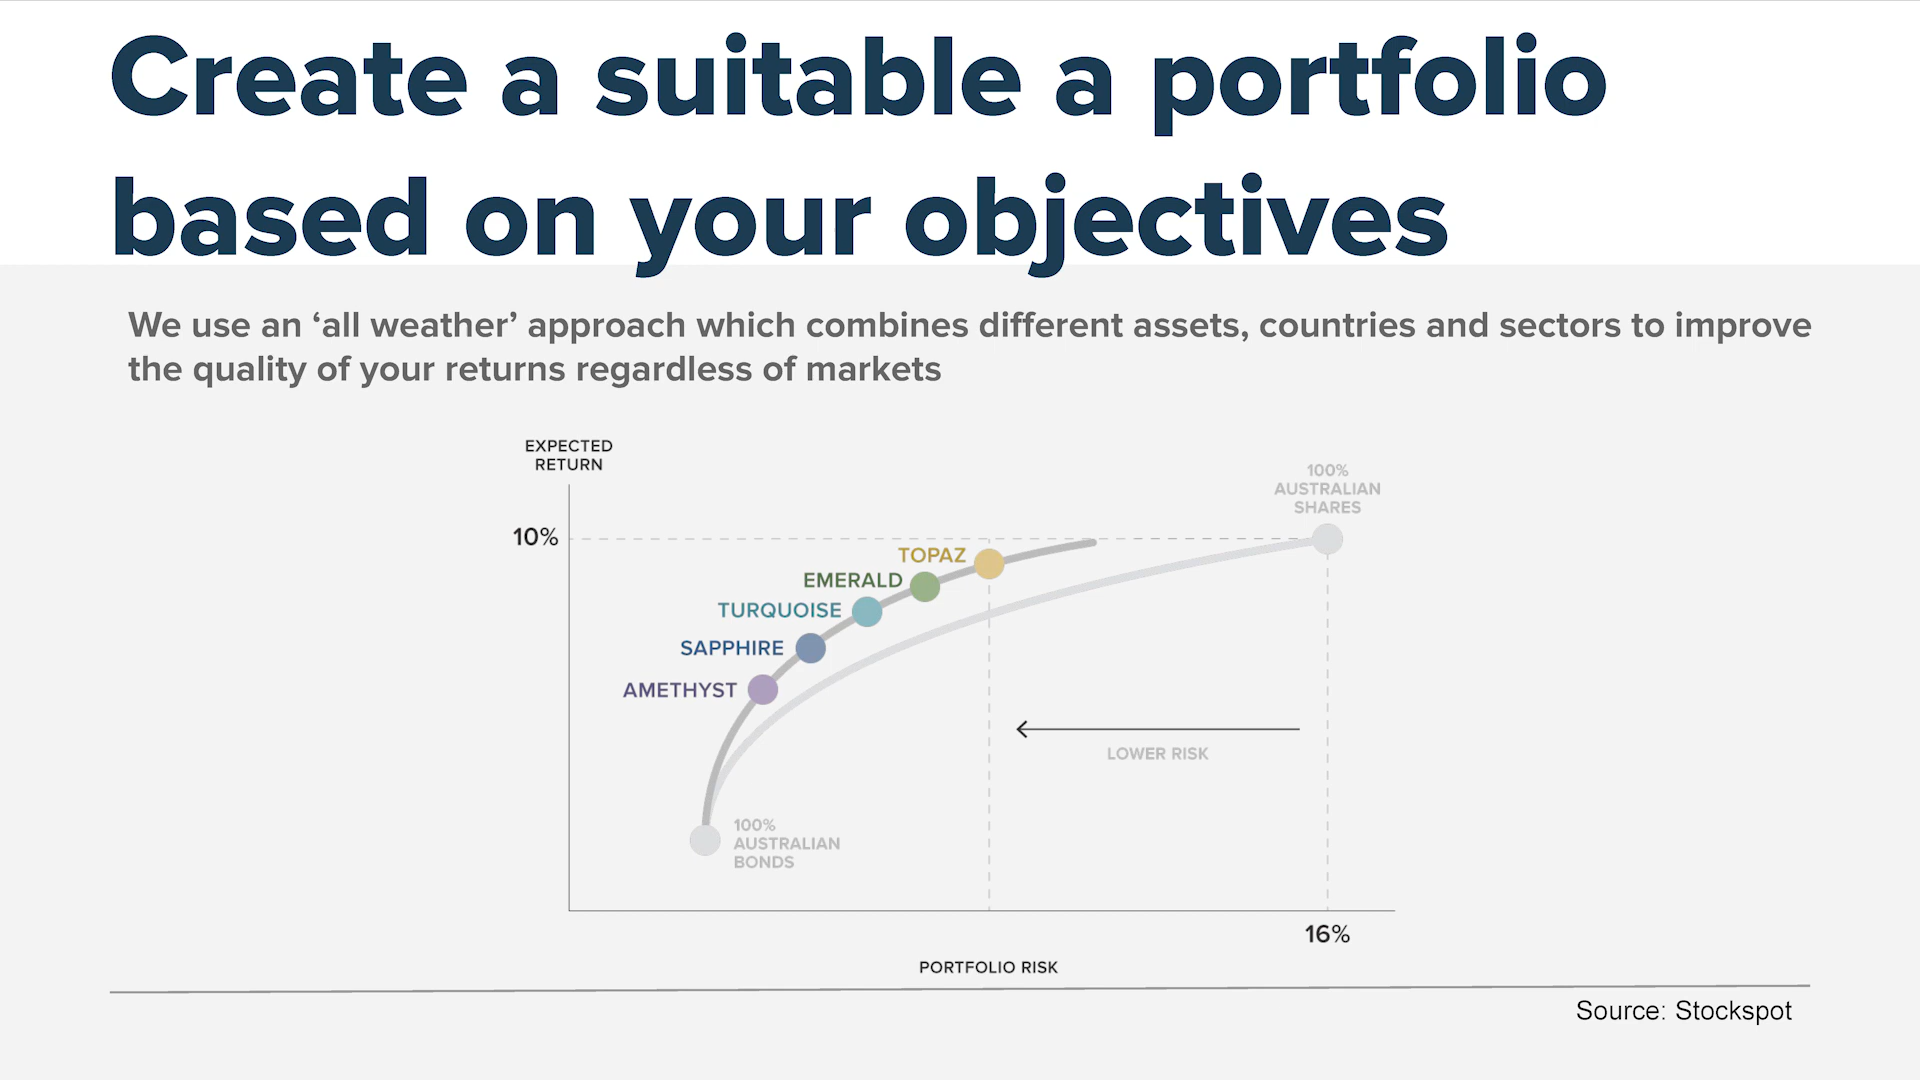 Create a suitable a portfolio
based on your objectives
We use an ‘all weather’ approach which combines different assets, countries and sectors to improve
the quality of your returns regardless of markets
EXPECTED
RETURN
10%
100%
AUSTRALIAN
SHARES
TOPAZ
EMERALD
TURQUOISE
SAPPHIRE
AMETHYST
LOWER RISK
100%
AUSTRALIAN
BONDS
16%
PORTFOLIO RISK
Source: Stockspot